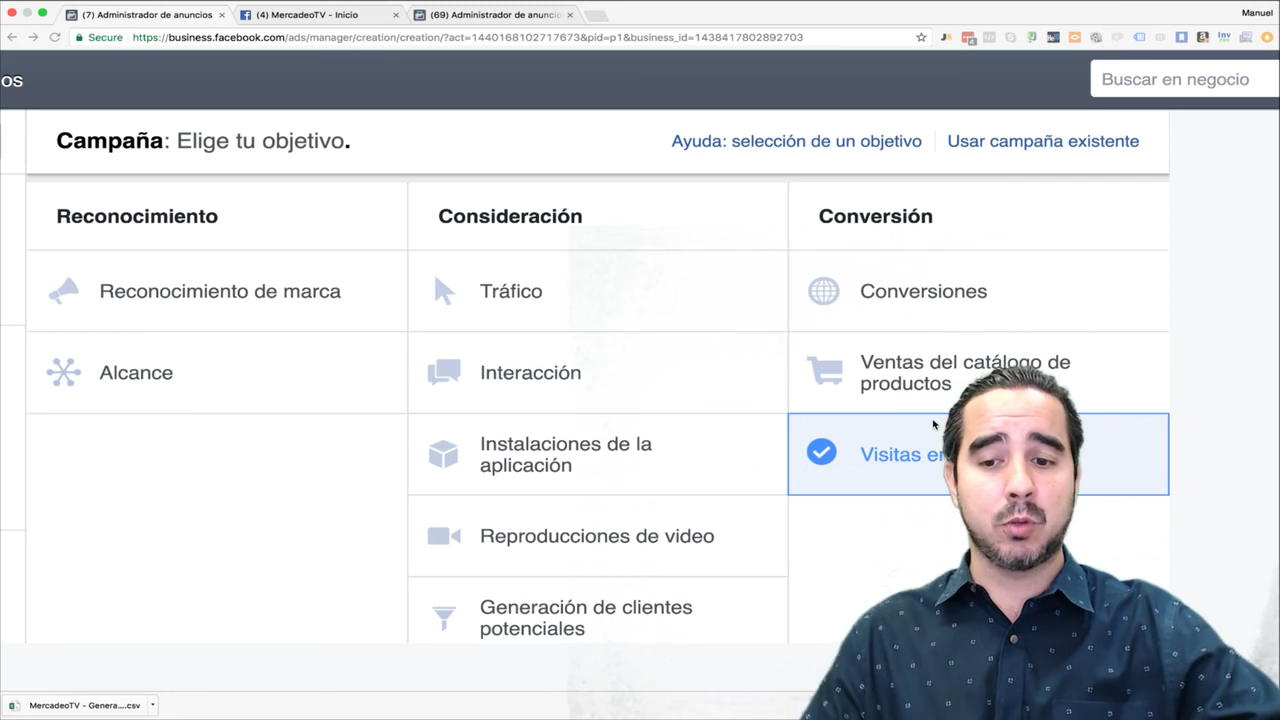 (7) Administrador de anuncios
(4) MercadeoTV - Inicio
(69) Administrador de anuncio
Manuel
Secure
https://business.facebook.com/ads/manager/creation/creation/?act=1440168102717673&pid=p1&business_id=1438417802892703
os
Buscar en negocio
Campaña: Elige tu objetivo.
Ayuda: selección de un objetivo
Usar campaña existente
Reconocimiento
Consideración
Conversión
Reconocimiento de marca
Tráfico
Conversiones
Alcance
Interacción
Ventas del catálogo de
productos
Instalaciones de la
aplicación
Visitas en
Reproducciones de video
Generación de clientes
potenciales
MercadeoTV - Genera....csv